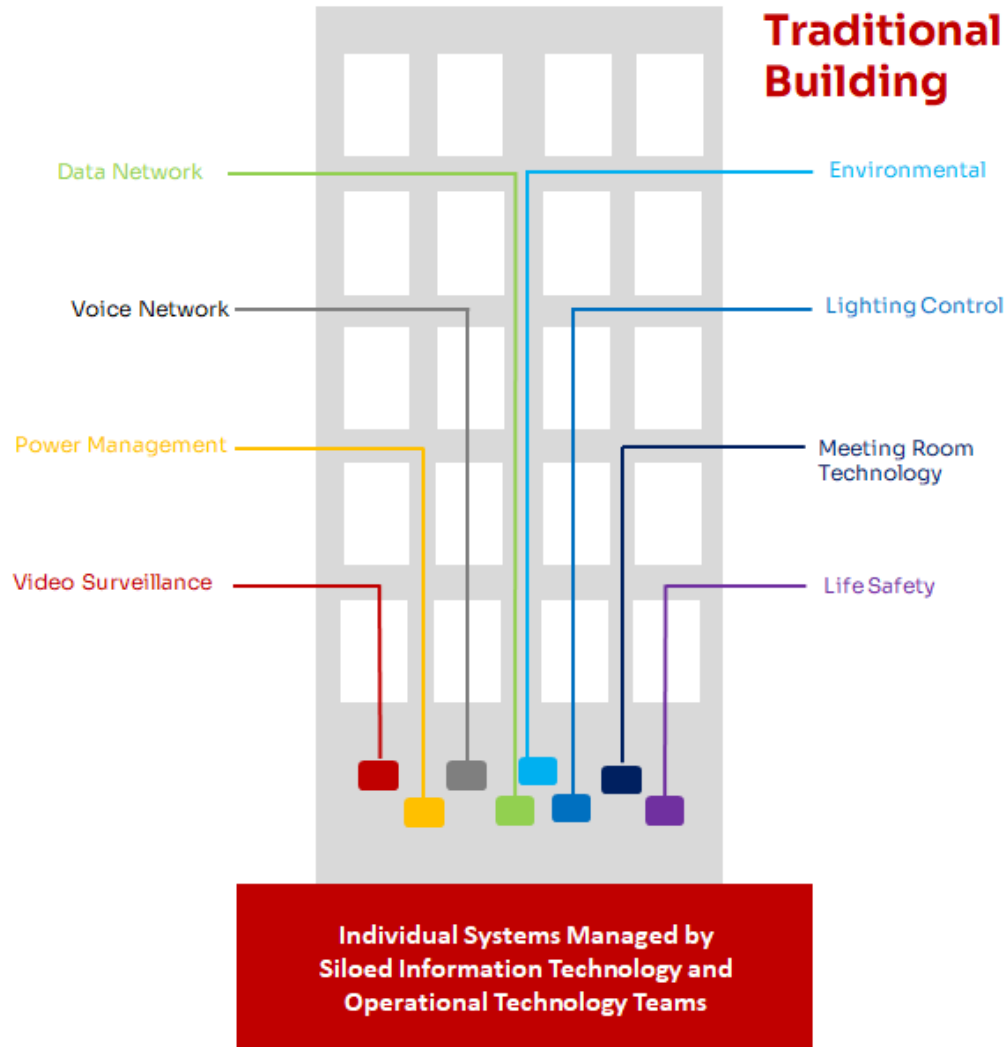 Traditional
Building
Data Network
Environmental
Voice Network
Lighting Control
Power Management
Meeting Room
Technology
Video Surveillance
Life Safety
Individual Systems Managed by
Siloed Information Technology and
Operational Technology Teams